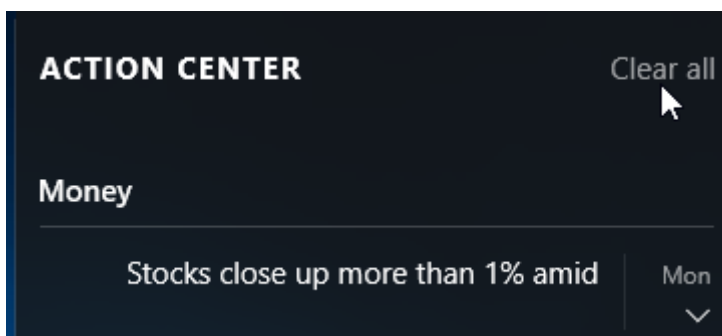 ACTION CENTER Clear all
Money
Stocks close up more than 1% amid Mon